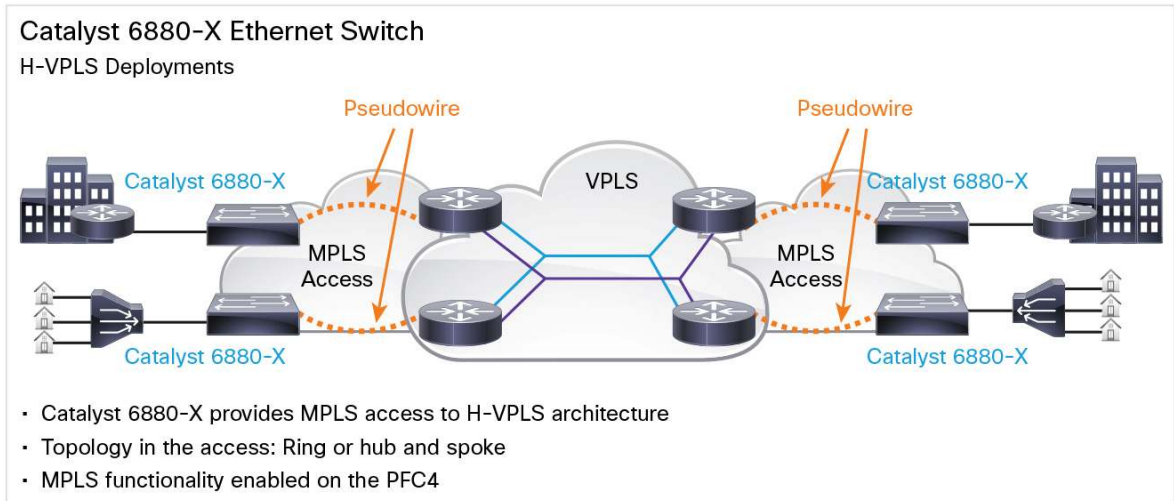 Catalyst 6880-X Ethernet Switch
H-VPLS Deployments
Pseudowire
Pseudowire
Catalyst 6880-X
VPLS
Catalyst 6880-X
MPLS
Access
MPLS
Access
Catalyst 6880-X
Catalyst 6880-X
· Catalyst 6880-X provides MPLS access to H-VPLS architecture
· Topology in the access: Ring or hub and spoke
· MPLS functionality enabled on the PFC4